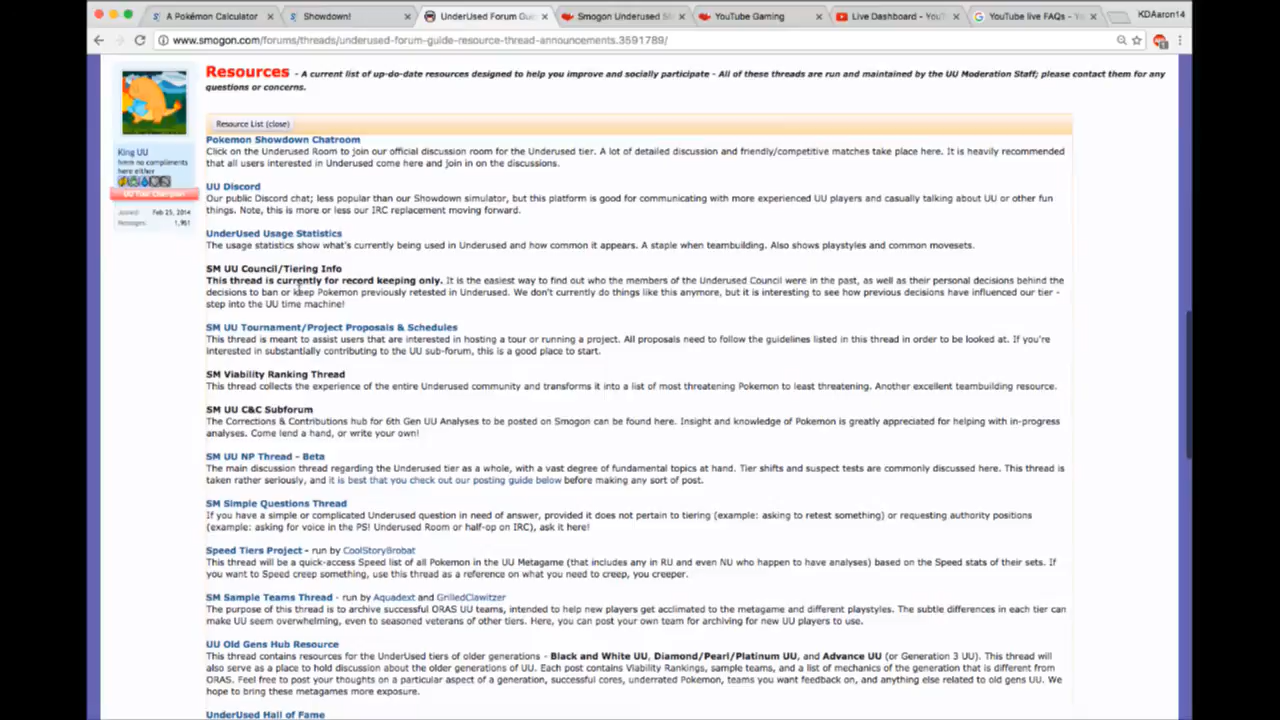 A Pokémon Calculator
Showdown!
UnderUsed Forum Gui
Smogon Underused S
YouTube Gaming
Live Dashboard - YouT
YouTube live FAQs - Yo
KDAaron14
www.smogon.com/forums/threads/underused-forum-guide-resource-thread-announcements.3591789/
Resources - A current list of up-do-date resources designed to help you improve and socially participate - All of these threads are run and maintained by the UU Moderation Staff; please contact them for any
questions or concerns.
King UU
hmm no compliments
here either
UU Tour Champion
Joined: Feb 25, 2014
Messages: 1,961
Resource List (close)
Pokemon Showdown Chatroom
Click on the Underused Room to join our official discussion room for the Underused tier. A lot of detailed discussion and friendly/competitive matches take place here. It is heavily recommended
that all users interested in Underused come here and join in on the discussions.
UU Discord
Our public Discord chat; less popular than our Showdown simulator, but this platform is good for communicating with more experienced UU players and casually talking about UU or other fun
things. Note, this is more or less our IRC replacement moving forward.
UnderUsed Usage Statistics
The usage statistics show what's currently being used in Underused and how common it appears. A staple when teambuilding. Also shows playstyles and common movesets.
SM UU Council/Tiering Info
This thread is currently for record keeping only. It is the easiest way to find out who the members of the Underused Council were in the past, as well as their personal decisions behind the
decisions to ban or keep Pokemon previously retested in Underused. We don't currently do things like this anymore, but it is interesting to see how previous decisions have influenced our tier -
step into the UU time machine!
SM UU Tournament/Project Proposals & Schedules
This thread is meant to assist users that are interested in hosting a tour or running a project. All proposals need to follow the guidelines listed in this thread in order to be looked at. If you're
interested in substantially contributing to the UU sub-forum, this is a good place to start.
SM Viability Ranking Thread
This thread collects the experience of the entire Underused community and transforms it into a list of most threatening Pokemon to least threatening. Another excellent teambuilding resource.
SM UU C&C Subforum
The Corrections & Contributions hub for 6th Gen UU Analyses to be posted on Smogon can be found here. Insight and knowledge of Pokemon is greatly appreciated for helping with in-progress
analyses. Come lend a hand, or write your own!
SM UU NP Thread - Beta
The main discussion thread regarding the Underused tier as a whole, with a vast degree of fundamental topics at hand. Tier shifts and suspect tests are commonly discussed here. This thread is
taken rather seriously, and it is best that you check out our posting guide below before making any sort of post.
SM Simple Questions Thread
If you have a simple or complicated Underused question in need of answer, provided it does not pertain to tiering (example: asking to retest something) or requesting authority positions
(example: asking for voice in the PS! Underused Room or half-op on IRC), ask it here!
Speed Tiers Project - run by CoolStoryBrobat
This thread will be a quick-access Speed list of all Pokemon in the UU Metagame (that includes any in RU and even NU who happen to have analyses) based on the Speed stats of their sets. If
you want to Speed creep something, use this thread as a reference on what you need to creep, you creeper.
SM Sample Teams Thread - run by Aquadext and GrilledClawitzer
The purpose of this thread is to archive successful ORAS UU teams, intended to help new players get acclimated to the metagame and different playstyles. The subtle differences in each tier can
make UU seem overwhelming, even to seasoned veterans of other tiers. Here, you can post your own team for archiving for new UU players to use.
UU Old Gens Hub Resource
This thread contains resources for the UnderUsed tiers of older generations - Black and White UU, Diamond/Pearl/Platinum UU, and Advance UU (or Generation 3 UU). This thread will
also serve as a place to hold discussion about the older generations of UU. Each post contains Viability Rankings, sample teams, and a list of mechanics of the generation that is different from
ORAS. Feel free to post your thoughts on a particular aspect of a generation, successful cores, underrated Pokemon, teams you want feedback on, and anything else related to old gens UU. We
hope to bring these metagames more exposure.
UnderUsed Hall of Fame